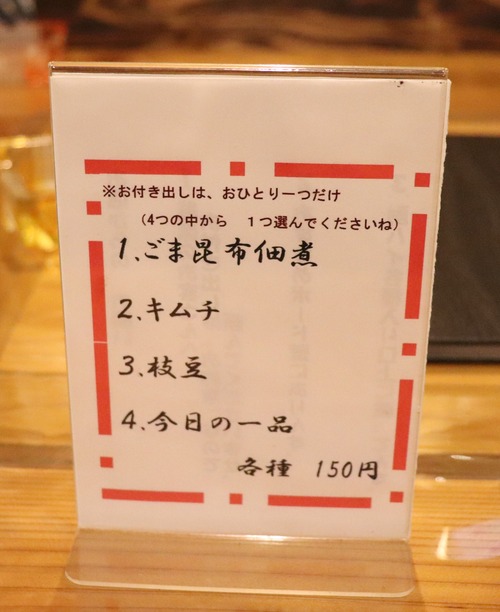 ※お付き出しは、おひとり一つだけ
（4つの中から　１つ選んでくださいね）
1、ごま昆布佃煮
2、キムチ
3、枝豆
4、今日の一品
各種　150円